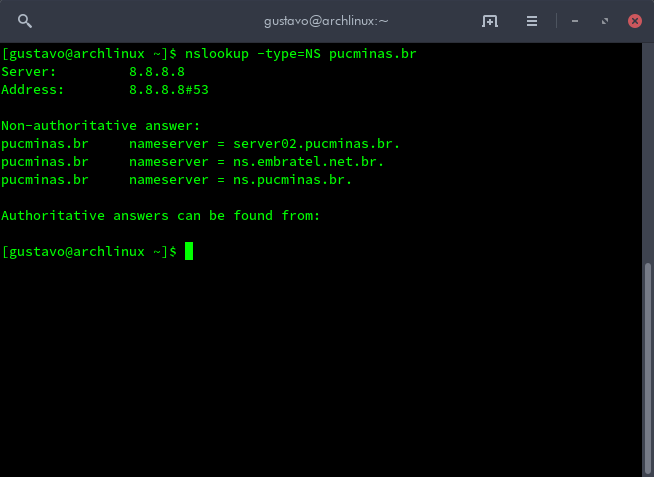 gustavo@archlinux:~
[gustavo@archlinux ~]$ nslookup -type=NS pucminas.br
Server:         8.8.8.8
Address:        8.8.8.8#53

Non-authoritative answer:
pucminas.br     nameserver = server02.pucminas.br.
pucminas.br     nameserver = ns.embratel.net.br.
pucminas.br     nameserver = ns.pucminas.br.

Authoritative answers can be found from:

[gustavo@archlinux ~]$